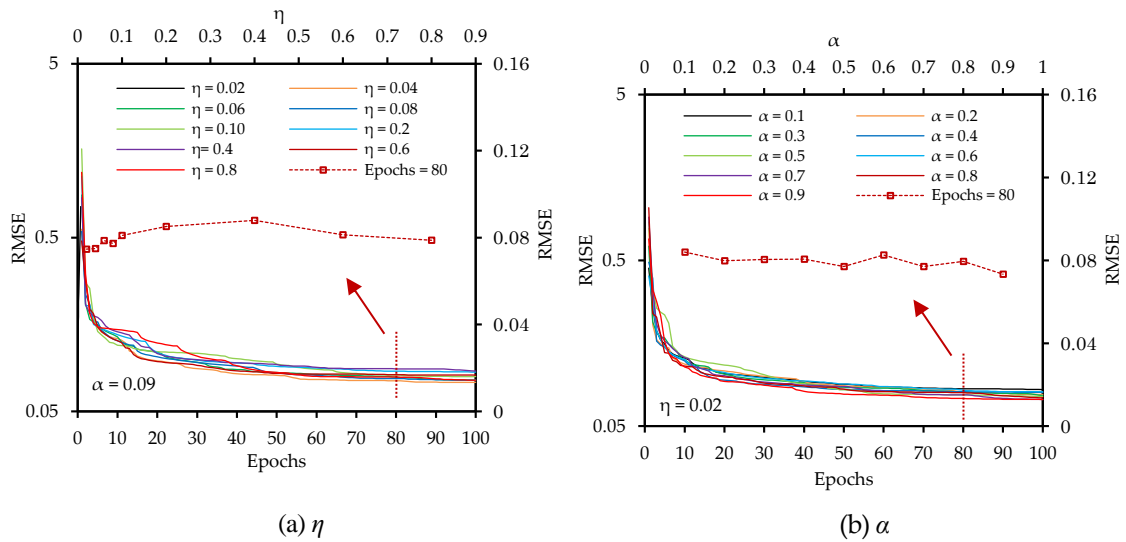 η
0 0.1 0.2 0.3 0.4 0.5 0.6 0.7 0.8 0.9
5
0.5
0.05
RMSE
η = 0.02
η = 0.04
η = 0.06
η = 0.08
η = 0.10
η = 0.2
η= 0.4
η = 0.6
η = 0.8
Epochs = 80
α = 0.09
0.16
0.12
0.08
0.04
0
RMSE
0 10 20 30 40 50 60 70 80 90 100
Epochs
(a) η
α
0 0.1 0.2 0.3 0.4 0.5 0.6 0.7 0.8 0.9 1
5
0.5
0.05
RMSE
α = 0.1
α = 0.2
α = 0.3
α = 0.4
α = 0.5
α = 0.6
α = 0.7
α = 0.8
α = 0.9
Epochs = 80
η = 0.02
0.16
0.12
0.08
0.04
0
RMSE
0 10 20 30 40 50 60 70 80 90 100
Epochs
(b) α